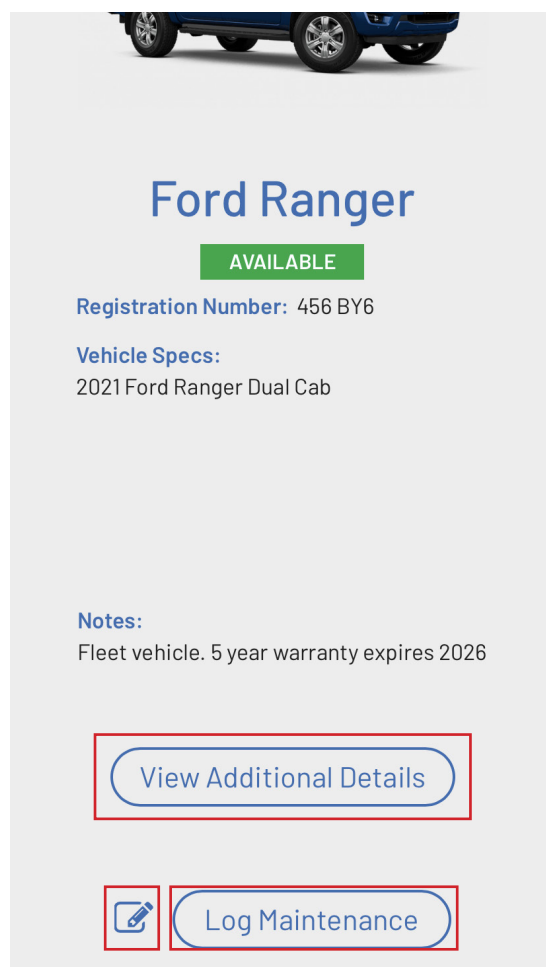 Ford Ranger
AVAILABLE
Registration Number: 456 BY6
Vehicle Specs:
2021 Ford Ranger Dual Cab
Notes:
Fleet vehicle. 5 year warranty expires 2026
View Additional Details
Log Maintenance